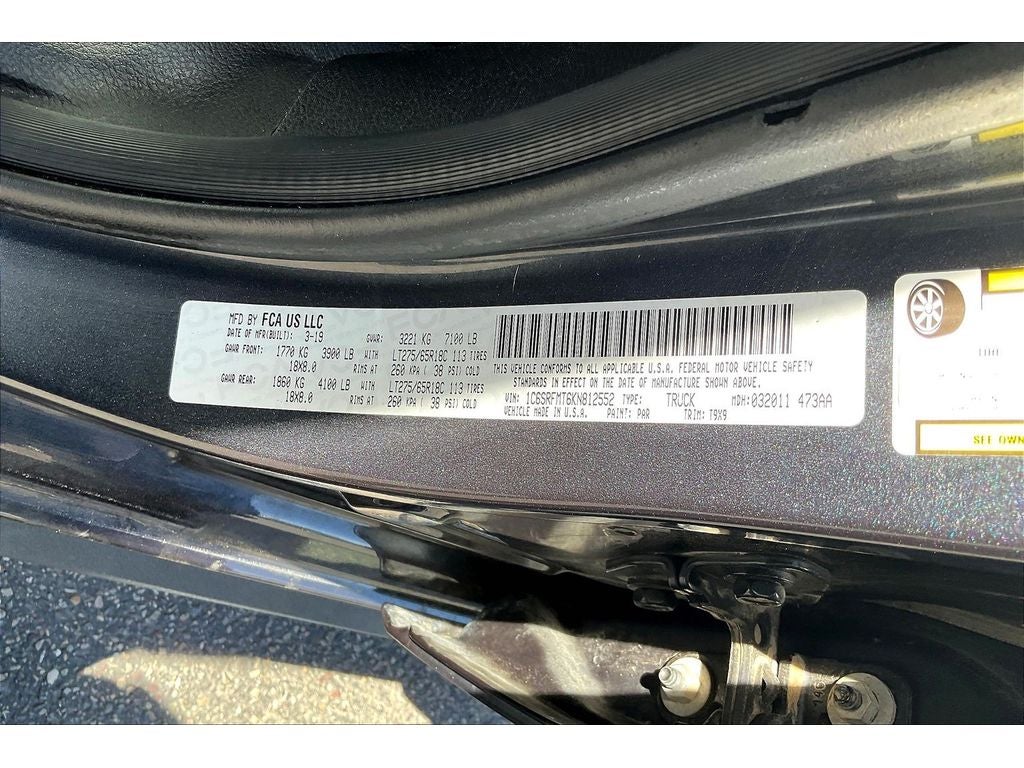 MFD BY FCA US LLC
DATE OF MFR(BUILT): 3-19 GVWR: 3221 KG 7100 LB
GAWR FRONT: 1770 KG 3900 LB WITH LT275/65R18C 113 TIRES
18X8.0 RIMS AT 260 KPA ( 38 PSI) COLD
GAWR REAR: 1860 KG 4100 LB WITH LT275/65R18C 113 TIRES
18X8.0 RIMS AT 260 KPA ( 38 PSI) COLD
THIS VEHICLE CONFORMS TO ALL APPLICABLE U.S.A. FEDERAL MOTOR VEHICLE SAFETY
STANDARDS IN EFFECT ON THE DATE OF MANUFACTURE SHOWN ABOVE.
VIN: 1C6SRFMT6KN812552 TYPE: TRUCK MDH: 032011 473AA
VEHICLE MADE IN U.S.A. PAINT: PAR TRIM: T9X9
SEE OWN